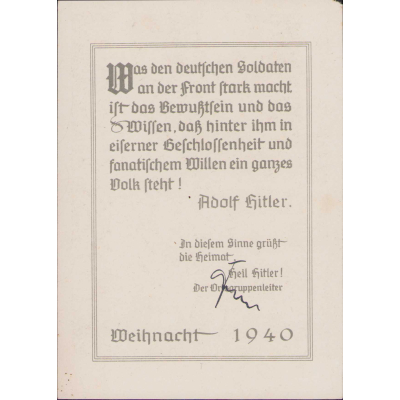 Was den deutschen Soldaten
an der Front stark macht
ist das Bewußtsein und das
Wissen, daß hinter ihm in
eiserner Geschlossenheit und
fanatischem Willen ein ganzes
Volk steht!
Adolf Hitler.
In diesem Sinne grüßt
die Heimat.
Heil Hitler!
Der Ortsgruppenleiter
Weihnacht 1940